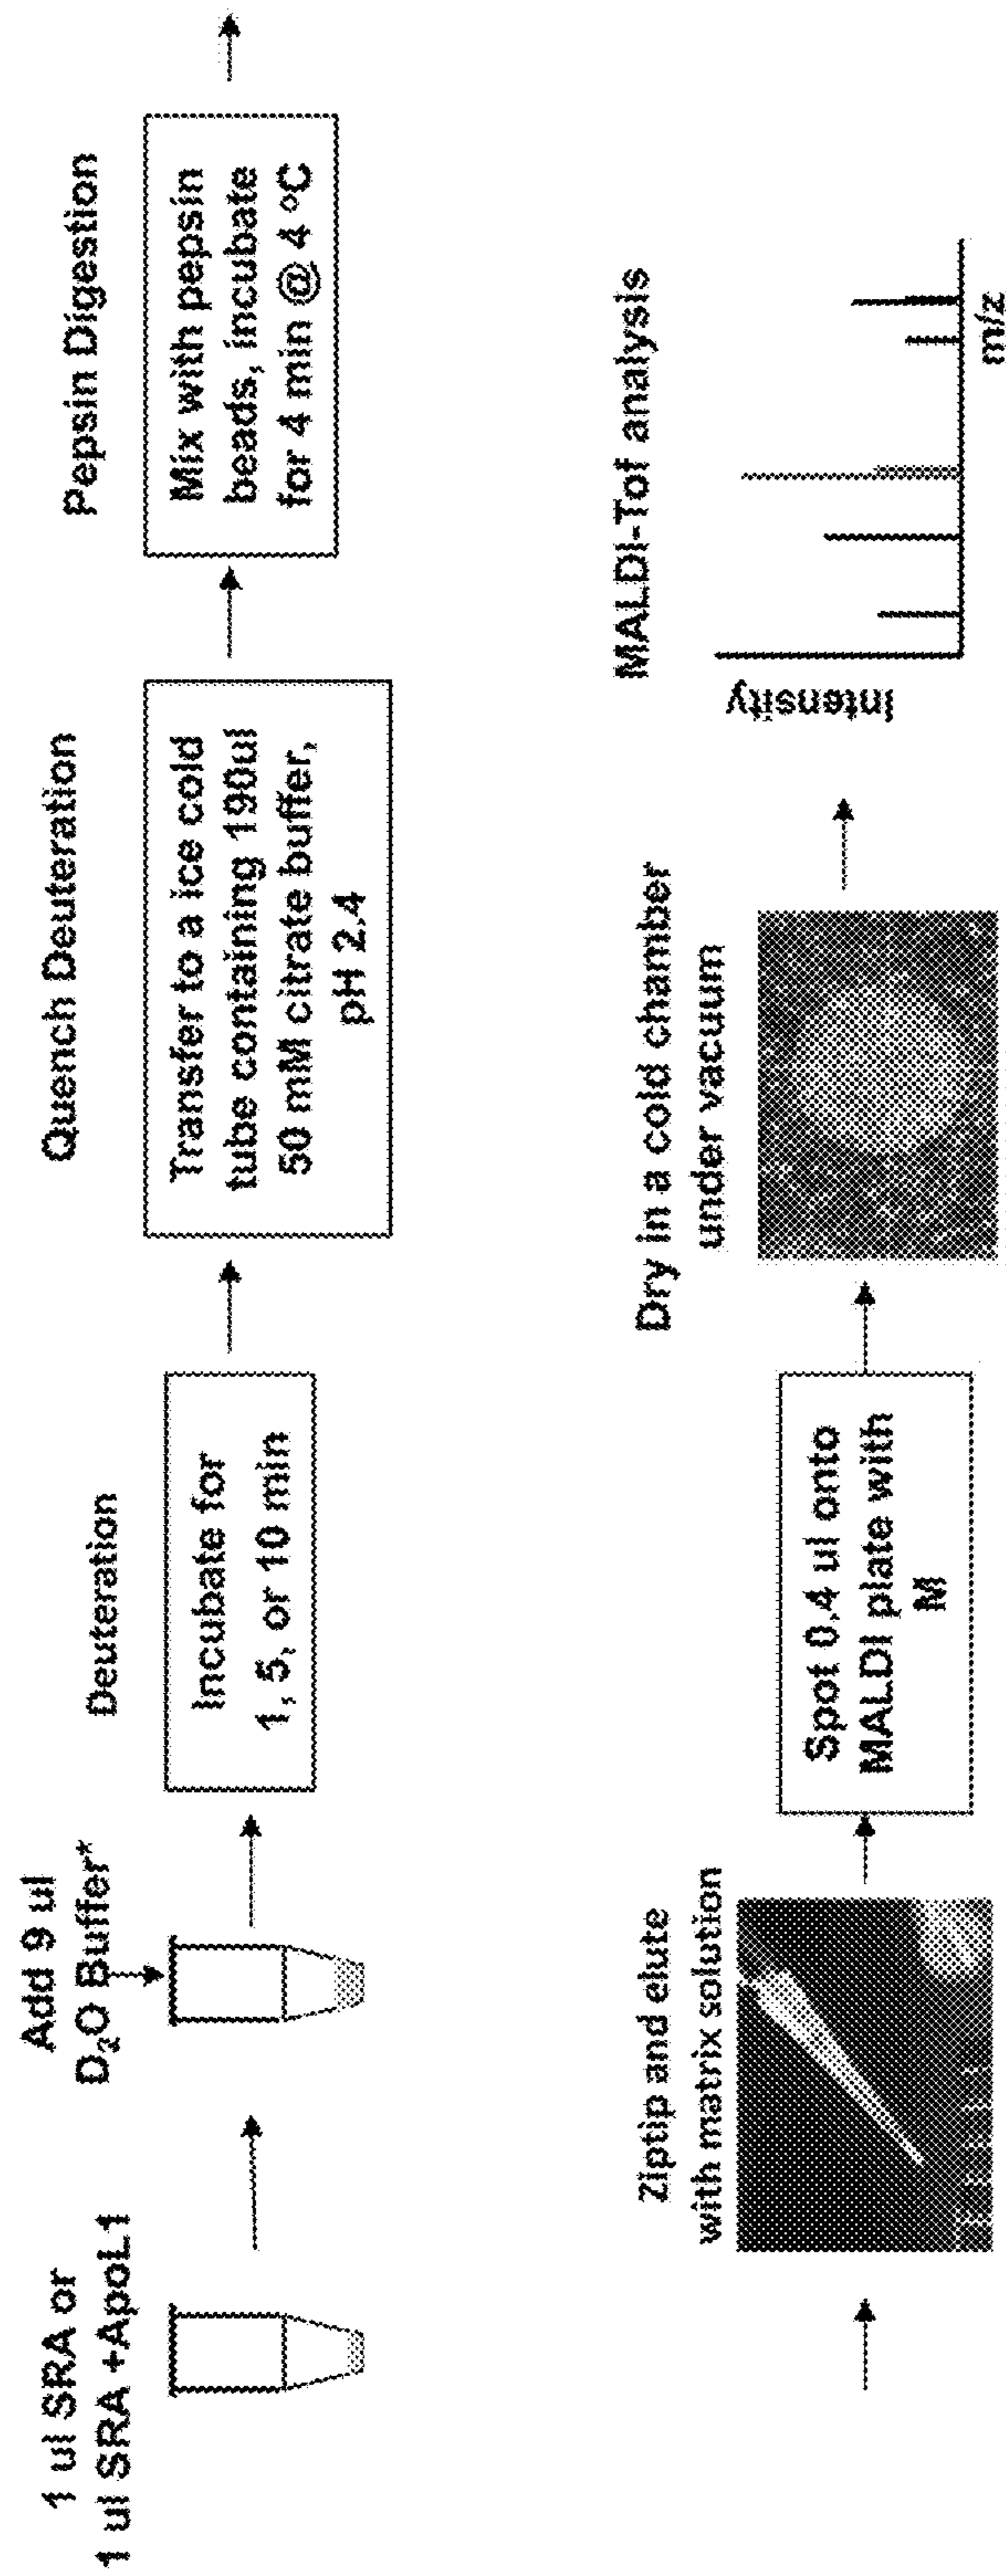 1 ul SRA or
1 ul SRA +ApoL1
Add 9 ul
D₂O Buffer*
Deuteration
Incubate for
1, 5, or 10 min
Quench Deuteration
Transfer to a ice cold
tube containing 190ul
50 mM citrate buffer,
pH 2.4
Pepsin Digestion
Mix with pepsin
beads, incubate
for 4 min @ 4 °C
Ziptip and elute
with matrix solution
Spot 0.4 ul onto
MALDI plate with
M
Dry in a cold chamber
under vacuum
MALDI-Tof analysis
Intensity
m/z